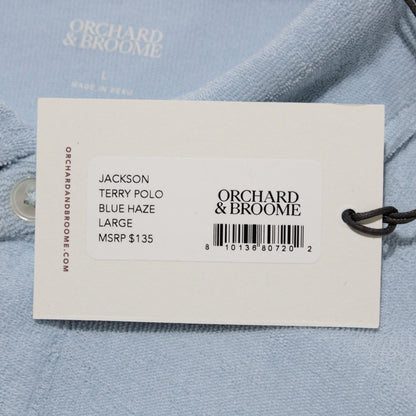 ORCHARD
& BROOME
L
MADE IN PERU
ORCHARDANDBROOME.COM
JACKSON
TERRY POLO
BLUE HAZE
LARGE
MSRP $135
ORCHARD
& BROOME
8 10136 80720 2